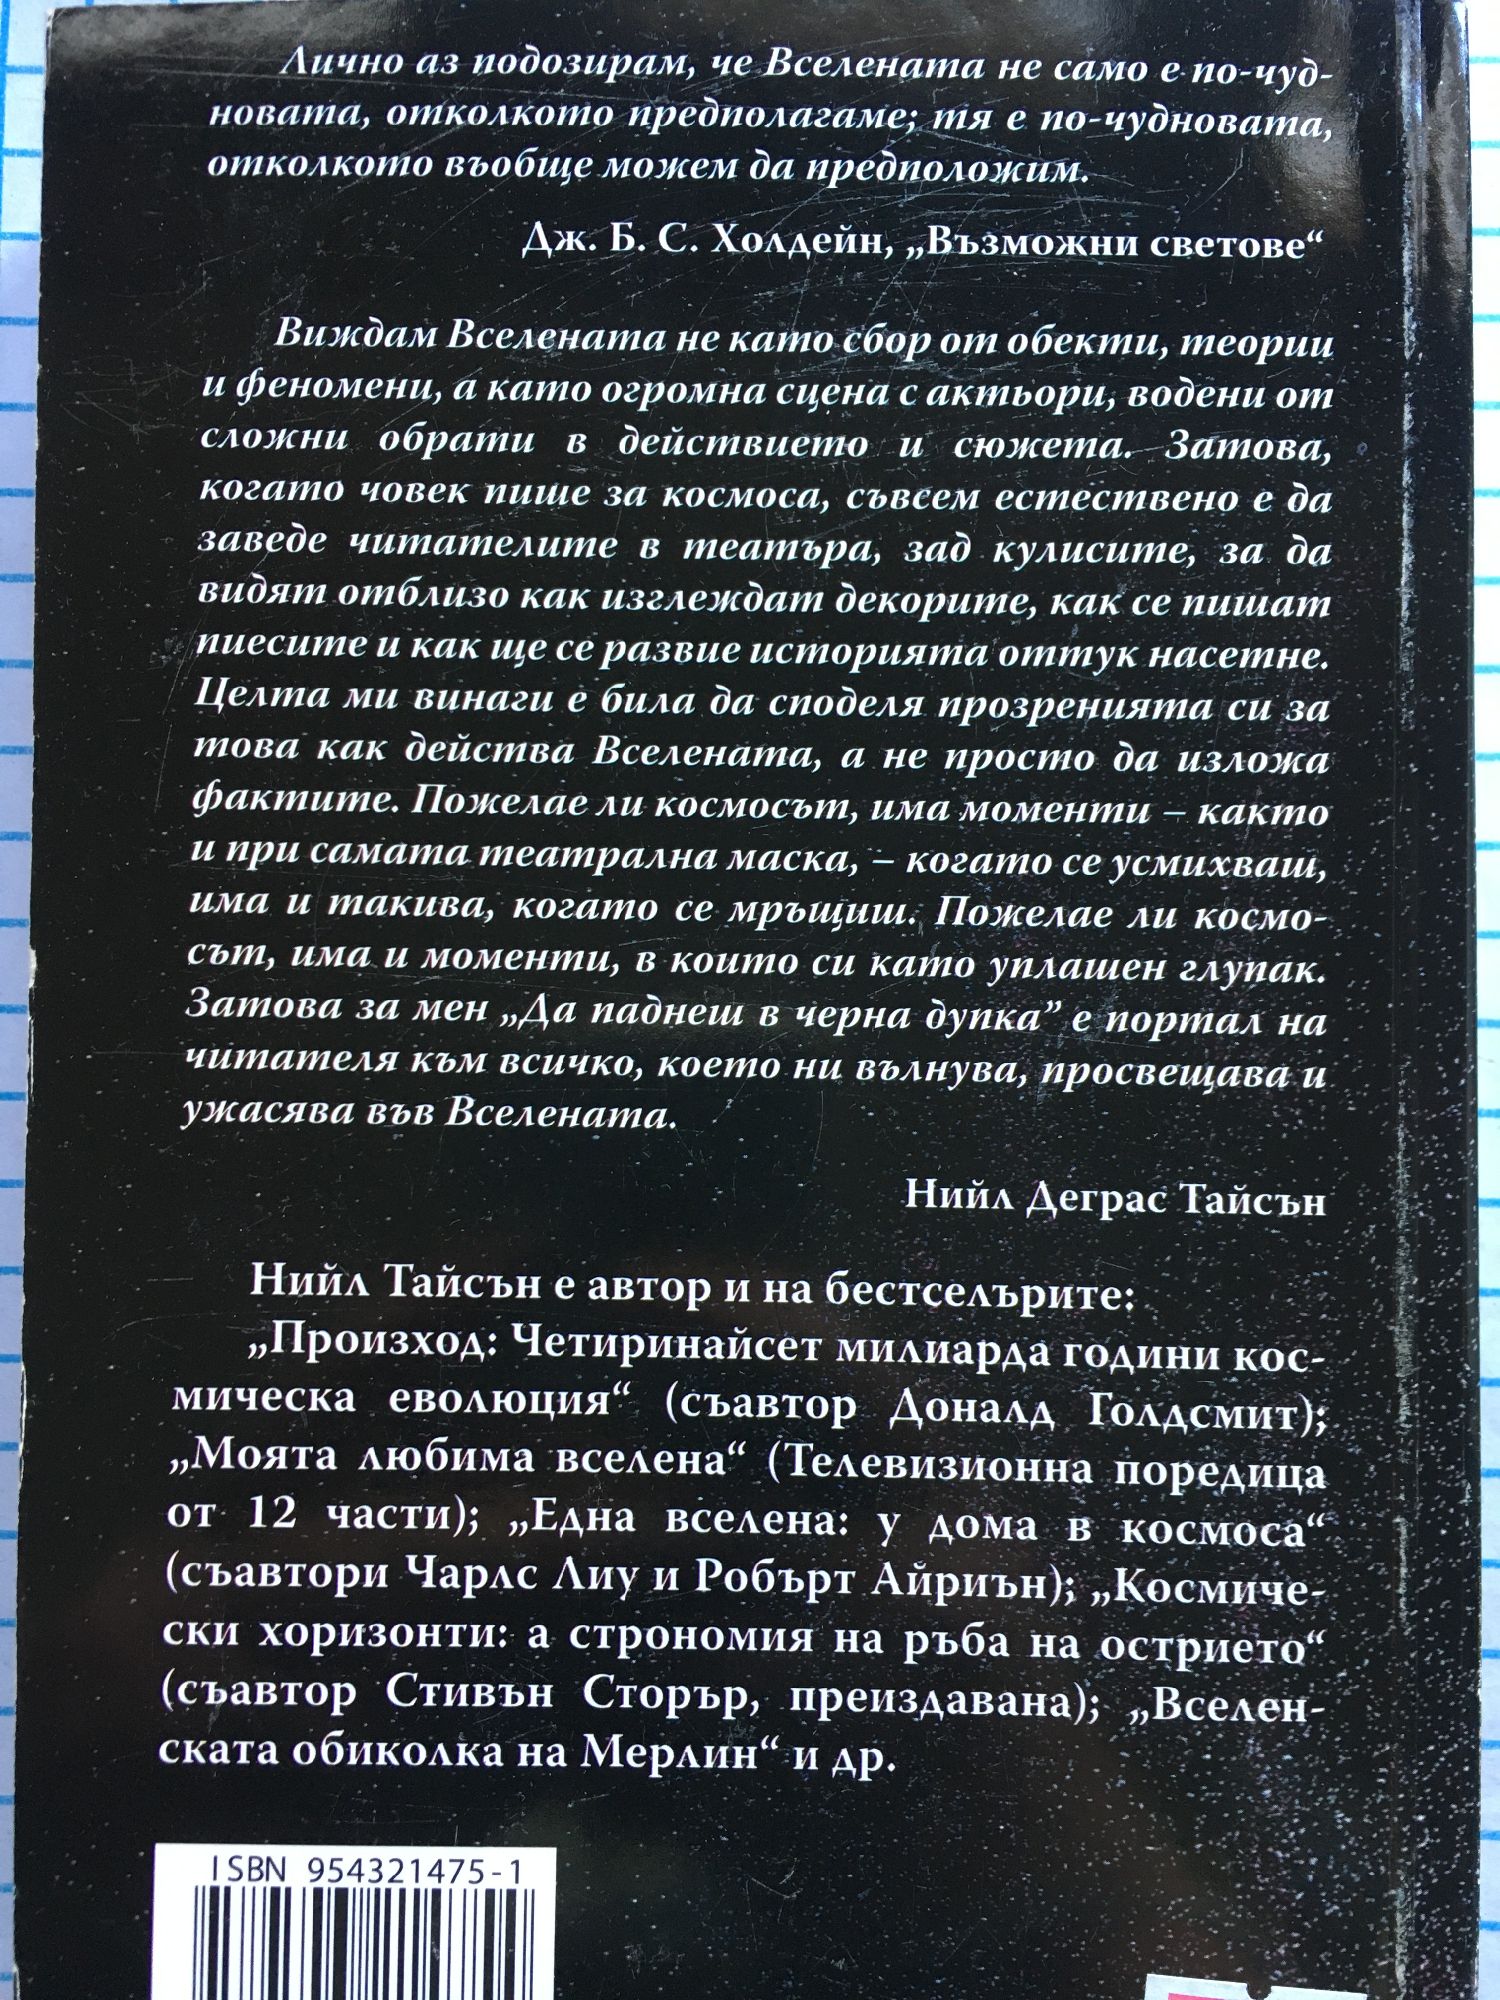 Лично аз подозирам, че Вселената не само е по-чуд-
новата, отколкото предполагаме; тя е по-чудновата,
отколкото въобще можем да предположим.
Дж. Б. С. Холдейн, „Възможни светове“
Виждам Вселената не като сбор от обекти, теории
и феномени, а като огромна сцена с актьори, водени от
сложни обрати в действието и сюжета. Затова,
когато човек пише за космоса, съвсем естествено е да
заведе читателите в театъра, зад кулисите, за да
видят отблизо как изглеждат декорите, как се пишат
пиесите и как ще се развие историята оттук насетне.
Целта ми винаги е била да споделя прозренията си за
това как действа Вселената, а не просто да изложа
фактите. Пожелае ли космосът, има моменти – както
и при самата театрална маска, – когато се усмихваш,
има и такива, когато се мръщиш. Пожелае ли космо-
сът, има и моменти, в които си като уплашен глупак.
Затова за мен „Да паднеш в черна дупка” е портал на
читателя към всичко, което ни вълнува, просвещава и
ужасява във Вселената.
Нийл Деграс Тайсън
Нийл Тайсън е автор и на бестселърите:
„Произход: Четиринайсет милиарда години кос-
мическа еволюция“ (съавтор Доналд Голдсмит);
„Моята любима вселена“ (Телевизионна поредица
от 12 части); „Една вселена: у дома в космоса“
(съавтори Чарлс Лиу и Робърт Айриън); „Космиче-
ски хоризонти: а строномия на ръба на острието“
(съавтор Стивън Сторър, преиздавана); „Вселен-
ската обиколка на Мерлин“ и др.
ISBN 954321475-1